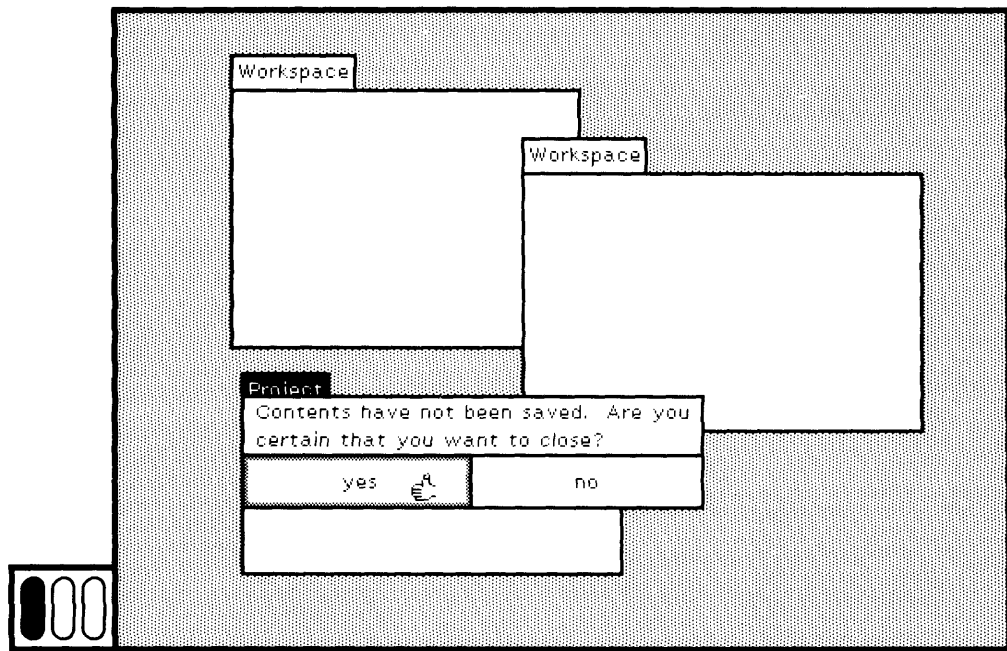 Workspace
Workspace
Project
Contents have not been saved. Are you
certain that you want to close?
yes
no